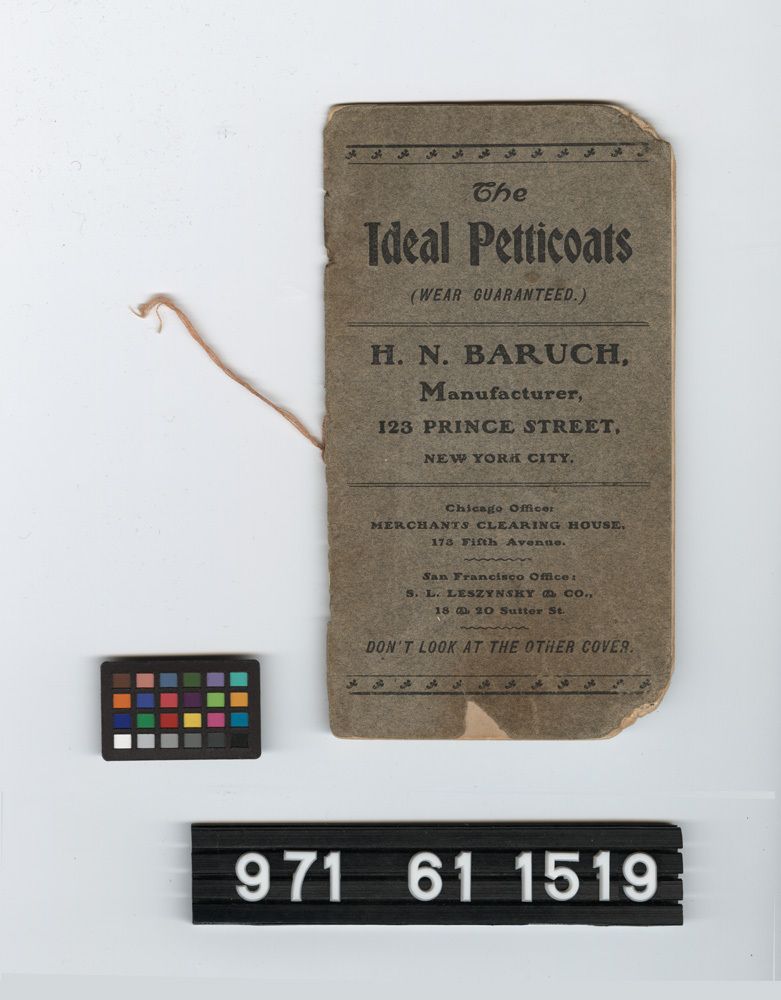 The
Ideal Petticoats
(WEAR GUARANTEED.)
H. N. BARUCH,
Manufacturer,
123 PRINCE STREET,
NEW YORK CITY.
Chicago Office:
MERCHANTS CLEARING HOUSE,
173 Fifth Avenue.
San Francisco Office:
S. L. LESZYNSKY & CO.,
18 & 20 Sutter St.
DON'T LOOK AT THE OTHER COVER.
971 61 1519